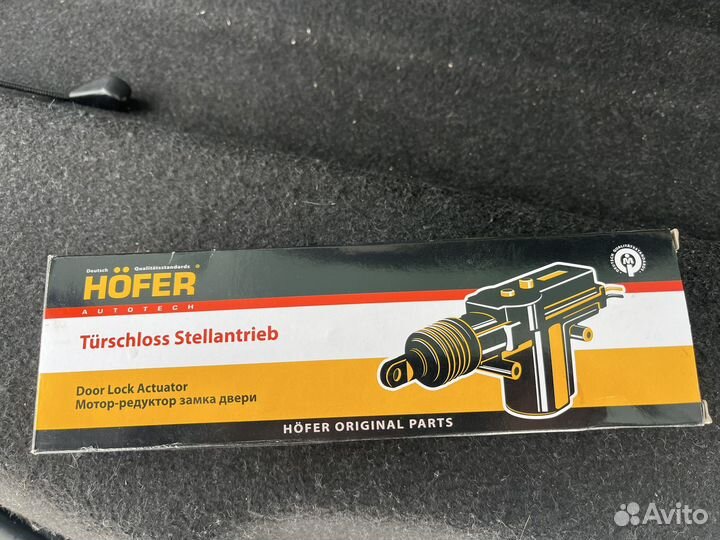 Deutsch Qualitätsstandards
HÖFER®
AUTOTECH
Türschloss Stellantrieb
Door Lock Actuator
Мотор-редуктор замка двери
HÖFER ORIGINAL PARTS
Avito